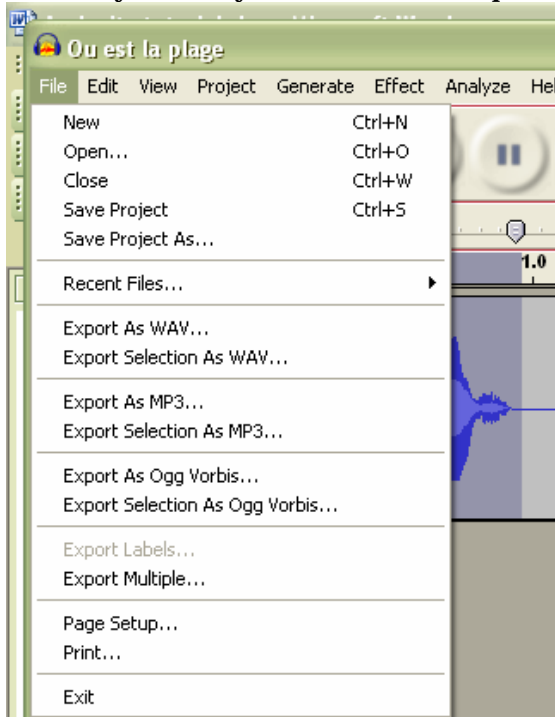 Ou est la plage
File Edit View Project Generate Effect Analyze Hel
New Ctrl+N
Open... Ctrl+O
Close Ctrl+W
Save Project Ctrl+S
Save Project As...
1.0
Recent Files...
Export As WAV...
Export Selection As WAV...
Export As MP3...
Export Selection As MP3...
Export As Ogg Vorbis...
Export Selection As Ogg Vorbis...
Export Labels...
Export Multiple...
Page Setup...
Print...
Exit